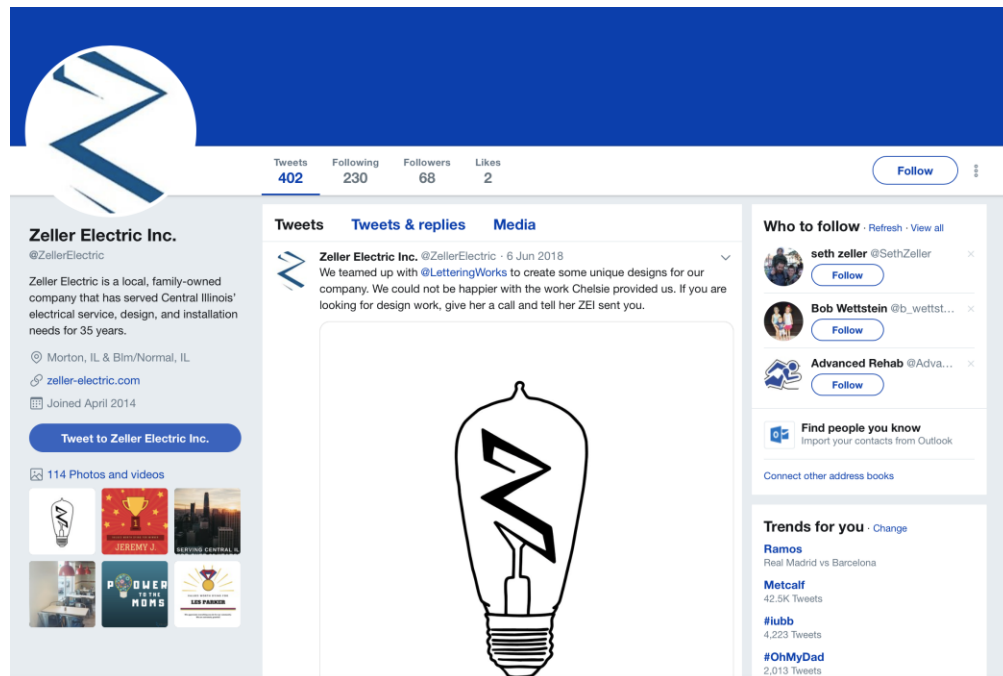 Tweets
402
Following
230
Followers
68
Likes
2
Follow
Zeller Electric Inc.
@ZellerElectric
Zeller Electric is a local, family-owned
company that has served Central Illinois'
electrical service, design, and installation
needs for 35 years.
Morton, IL & Blm/Normal, IL
zeller-electric.com
Joined April 2014
Tweet to Zeller Electric Inc.
114 Photos and videos
1
JEREMY J.
SERVING CENTRAL IL
POWER
TO THE
MOMS
LES PARKER
Tweets Tweets & replies Media
Zeller Electric Inc. @ZellerElectric · 6 Jun 2018
We teamed up with @LetteringWorks to create some unique designs for our
company. We could not be happier with the work Chelsie provided us. If you are
looking for design work, give her a call and tell her ZEI sent you.
Who to follow · Refresh · View all
seth zeller @SethZeller
Follow
Bob Wettstein @b_wettst...
Follow
Advanced Rehab @Adva...
Follow
Find people you know
Import your contacts from Outlook
Connect other address books
Trends for you · Change
Ramos
Real Madrid vs Barcelona
Metcalf
42.5K Tweets
#iubb
4,223 Tweets
#OhMyDad
2,013 Tweets